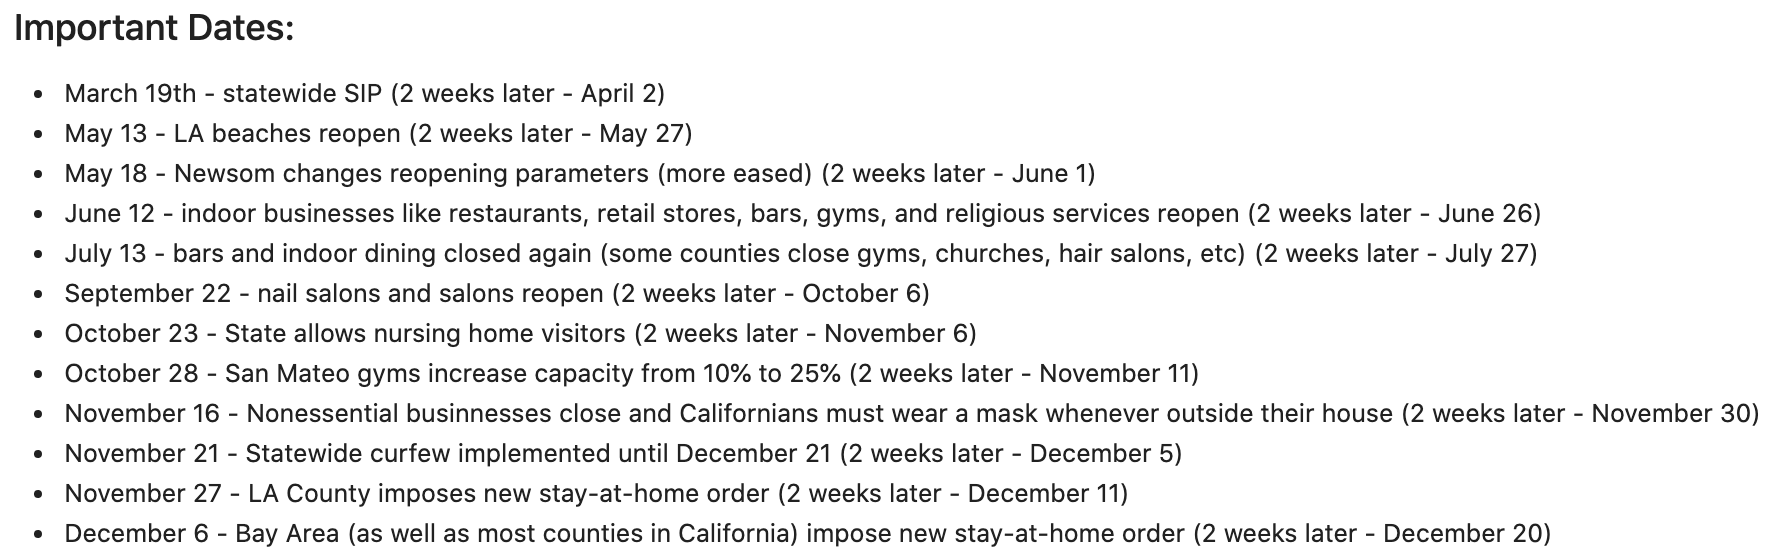 Important Dates:
• March 19th - statewide SIP (2 weeks later - April 2)
• May 13 - LA beaches reopen (2 weeks later - May 27)
• May 18 - Newsom changes reopening parameters (more eased) (2 weeks later - June 1)
• June 12 - indoor businesses like restaurants, retail stores, bars, gyms, and religious services reopen (2 weeks later - June 26)
• July 13 - bars and indoor dining closed again (some counties close gyms, churches, hair salons, etc) (2 weeks later - July 27)
• September 22 - nail salons and salons reopen (2 weeks later - October 6)
• October 23 - State allows nursing home visitors (2 weeks later - November 6)
• October 28 - San Mateo gyms increase capacity from 10% to 25% (2 weeks later - November 11)
• November 16 - Nonessential businnesses close and Californians must wear a mask whenever outside their house (2 weeks later - November 30)
• November 21 - Statewide curfew implemented until December 21 (2 weeks later - December 5)
• November 27 - LA County imposes new stay-at-home order (2 weeks later - December 11)
• December 6 - Bay Area (as well as most counties in California) impose new stay-at-home order (2 weeks later - December 20)